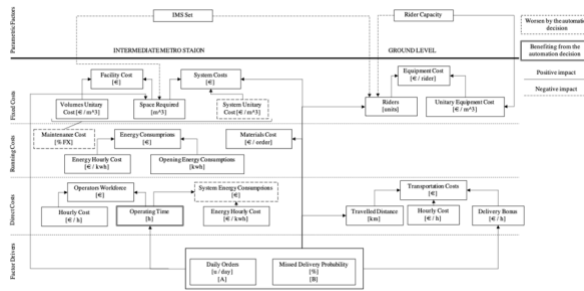 Parametric Factors
IMS Set
Rider Capacity
Worsen by the automation
decision
Benefiting from the
automation decision
Positive impact
Negative impact
INTERMEDIATE METRO STAION
GROUND LEVEL
Fixed Costs
Facility Cost
[€]
System Costs
[€]
Equipment Cost
[€ / rider]
Volumes Unitary
Cost [€ / m^3]
Space Required
[m^3]
System Unitary
Cost [€ / m^3]
Riders
[units]
Unitary Equipment Cost
[€ / m^3]
Running Costs
Maintenance Cost
[% FX]
Energy Consumptions
[€]
Materials Cost
[€ / order]
Energy Hourly Cost
[€ / kwh]
Opening Energy Consumptions
[kwh]
Direct Costs
Operators Workforce
[€]
System Energy Consumptions
[€]
Transportation Costs
[€]
Hourly Cost
[€ / h]
Operating Time
[h]
Energy Hourly Cost
[€ / kwh]
Travelled Distance
[km]
Hourly Cost
[€ / h]
Delivery Bonus
[€ / h]
Factor Drivers
Daily Orders
[u / day]
[A]
Missed Delivery Probability
[%]
[B]